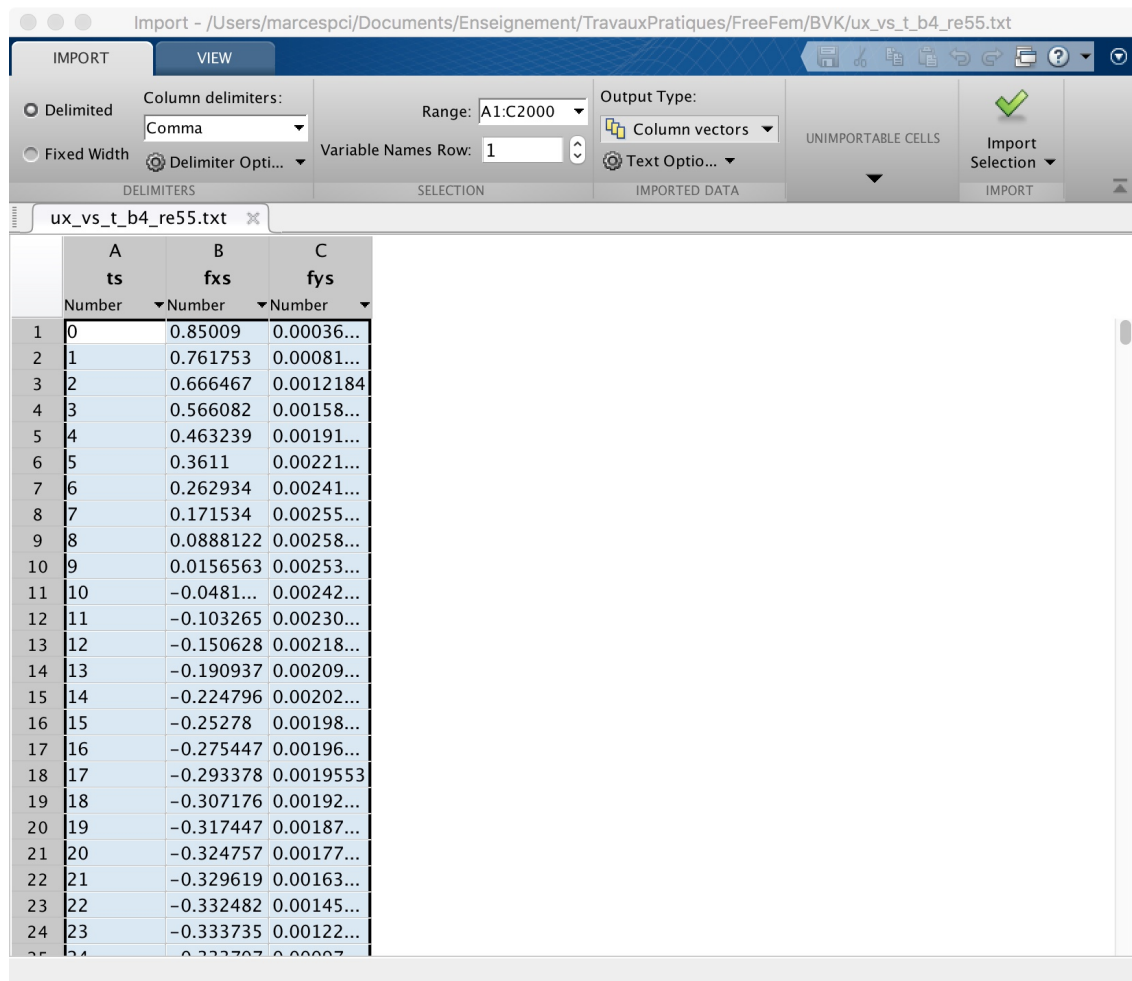 Import - /Users/marcespci/Documents/Enseignement/TravauxPratiques/FreeFem/BVK/ux_vs_t_b4_re55.txt
IMPORT VIEW
Delimited
Fixed Width
Column delimiters:
Comma
Delimiter Opti...
DELIMITERS
Range: A1:C2000
Variable Names Row: 1
SELECTION
Output Type:
Column vectors
Text Optio...
IMPORTED DATA
UNIMPORTABLE CELLS
Import
Selection
IMPORT
ux_vs_t_b4_re55.txt
A B C
ts fxs fys
Number Number Number
1 0 0.85009 0.00036...
2 1 0.761753 0.00081...
3 2 0.666467 0.0012184
4 3 0.566082 0.00158...
5 4 0.463239 0.00191...
6 5 0.3611 0.00221...
7 6 0.262934 0.00241...
8 7 0.171534 0.00255...
9 8 0.0888122 0.00258...
10 9 0.0156563 0.00253...
11 10 -0.0481... 0.00242...
12 11 -0.103265 0.00230...
13 12 -0.150628 0.00218...
14 13 -0.190937 0.00209...
15 14 -0.224796 0.00202...
16 15 -0.25278 0.00198...
17 16 -0.275447 0.00196...
18 17 -0.293378 0.0019553
19 18 -0.307176 0.00192...
20 19 -0.317447 0.00187...
21 20 -0.324757 0.00177...
22 21 -0.329619 0.00163...
23 22 -0.332482 0.00145...
24 23 -0.333735 0.00122...